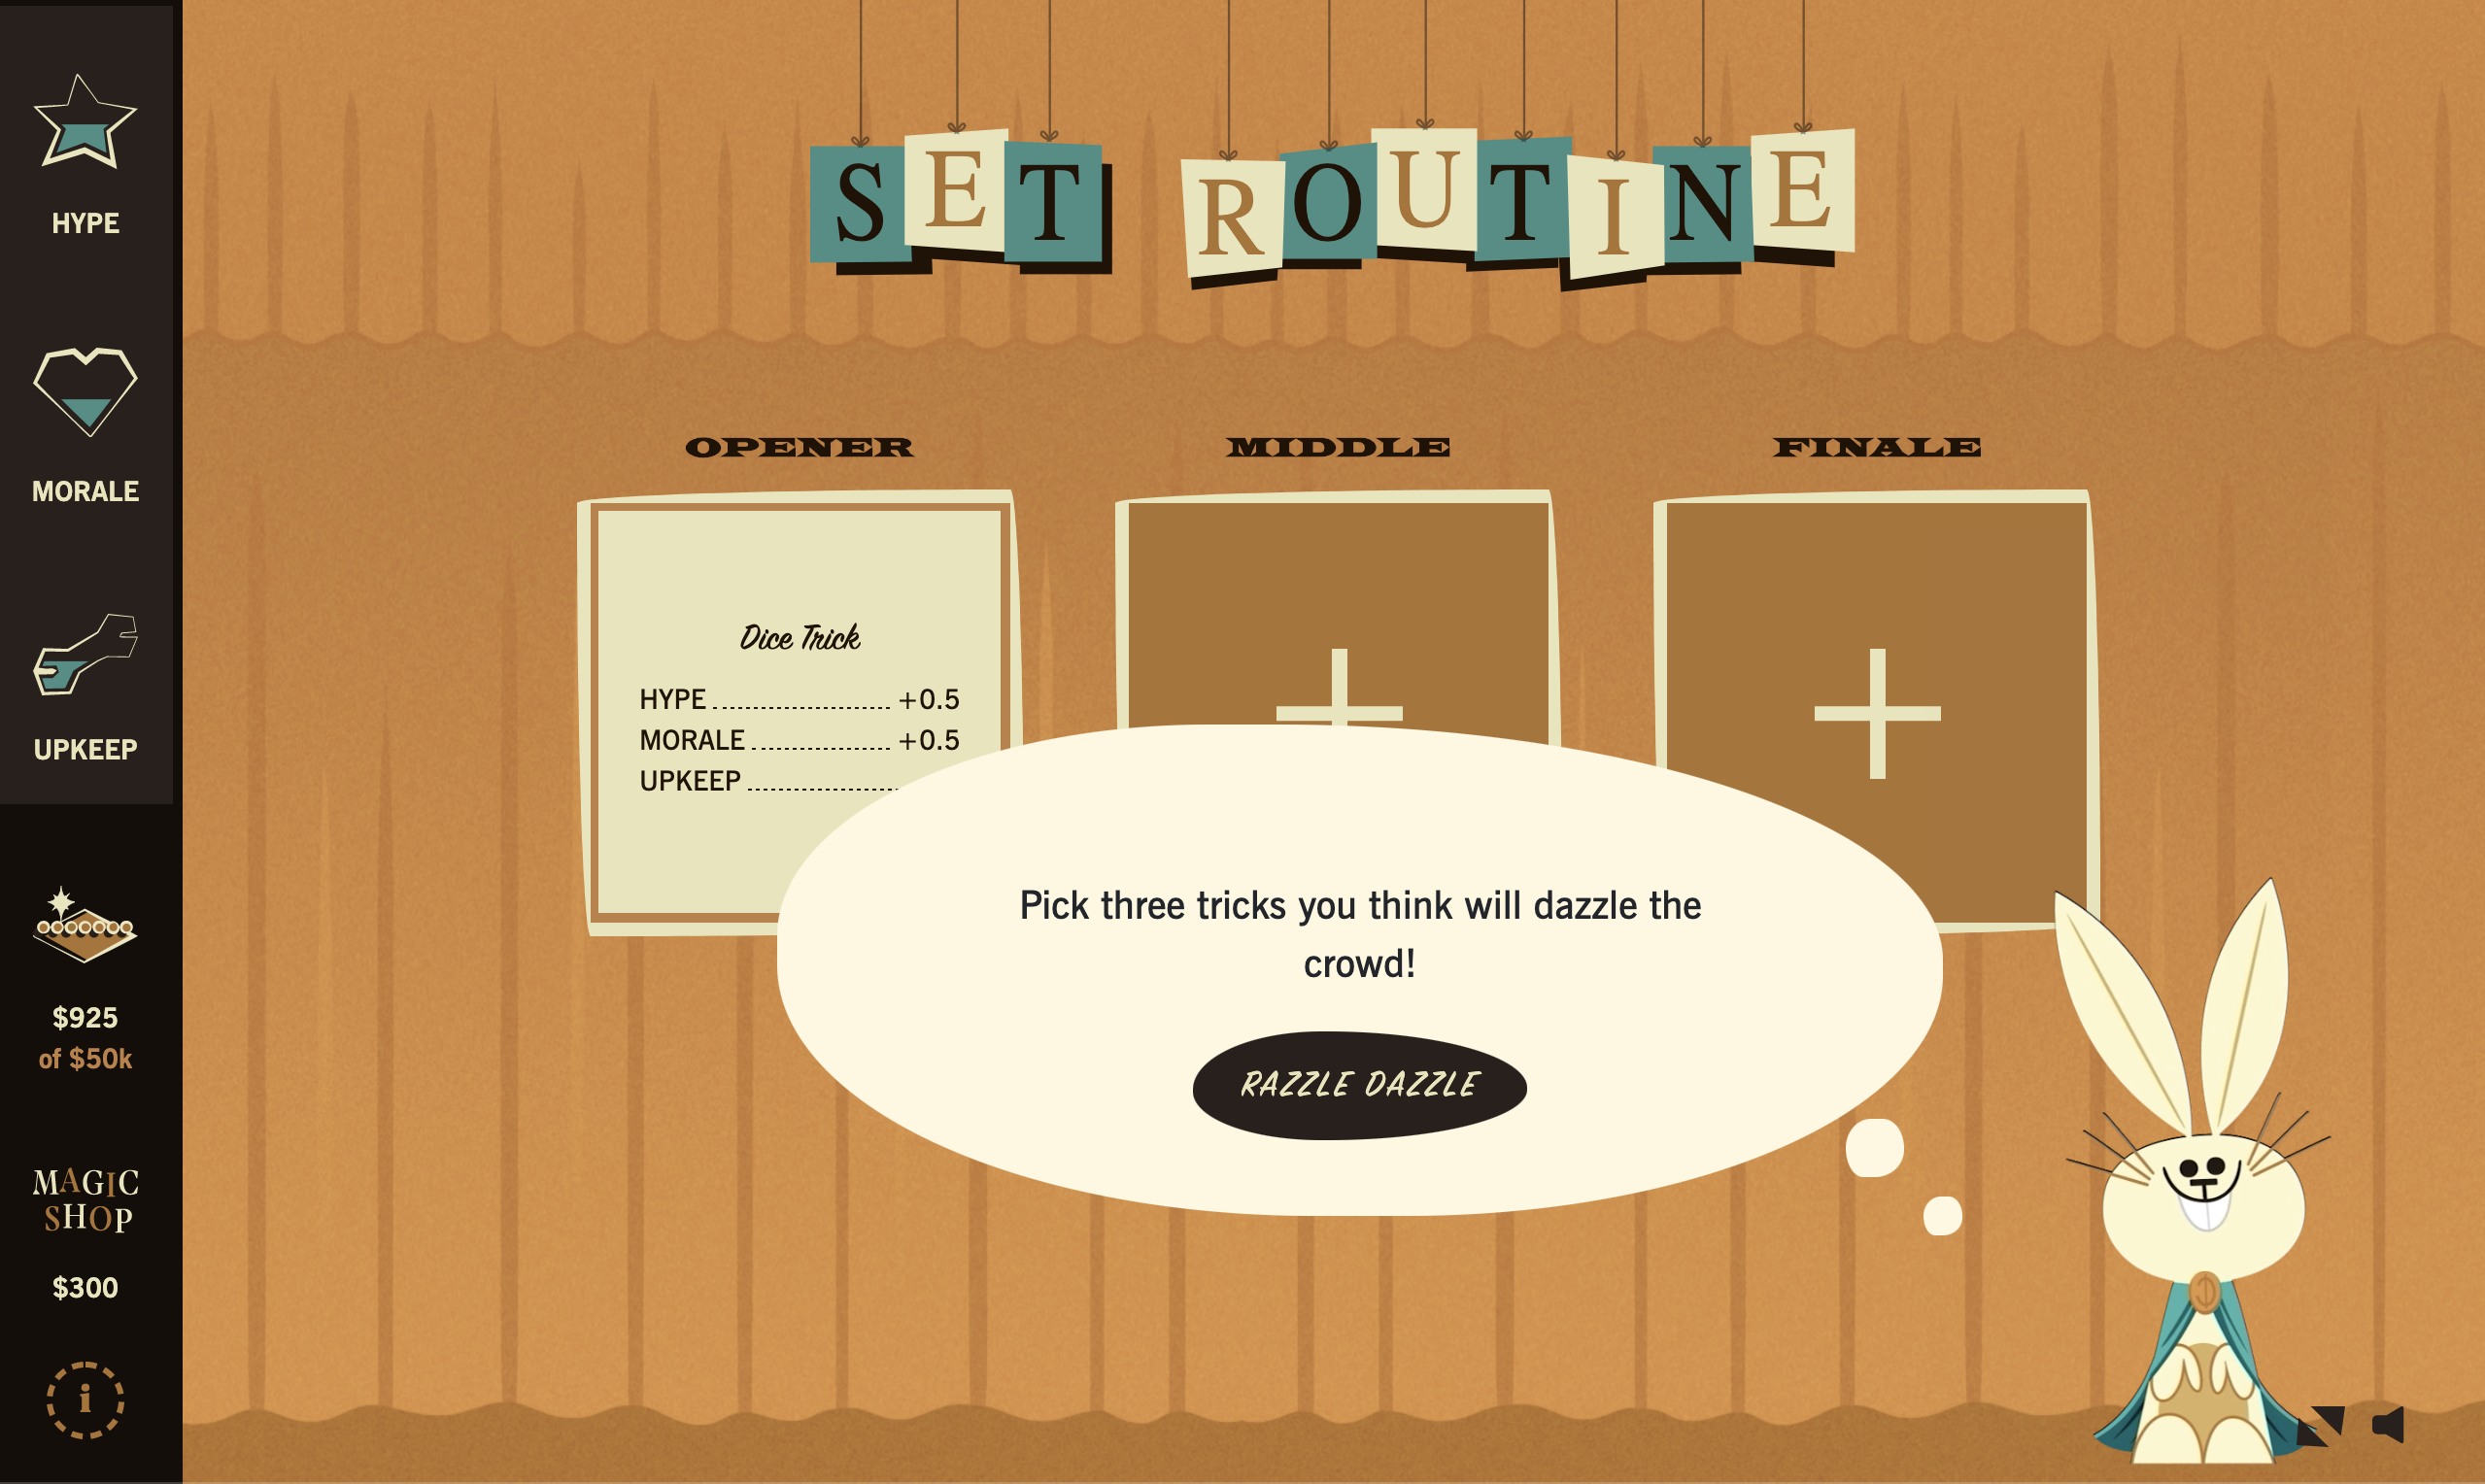 SET ROUTINE
HYPE
MORALE
UPKEEP
$925
of $50k
MAGIC
SHOP
$300
i
OPENER
MIDDLE
FINALE
Dice Trick
HYPE +0.5
MORALE +0.5
UPKEEP
Pick three tricks you think will dazzle the
crowd!
RAZZLE DAZZLE